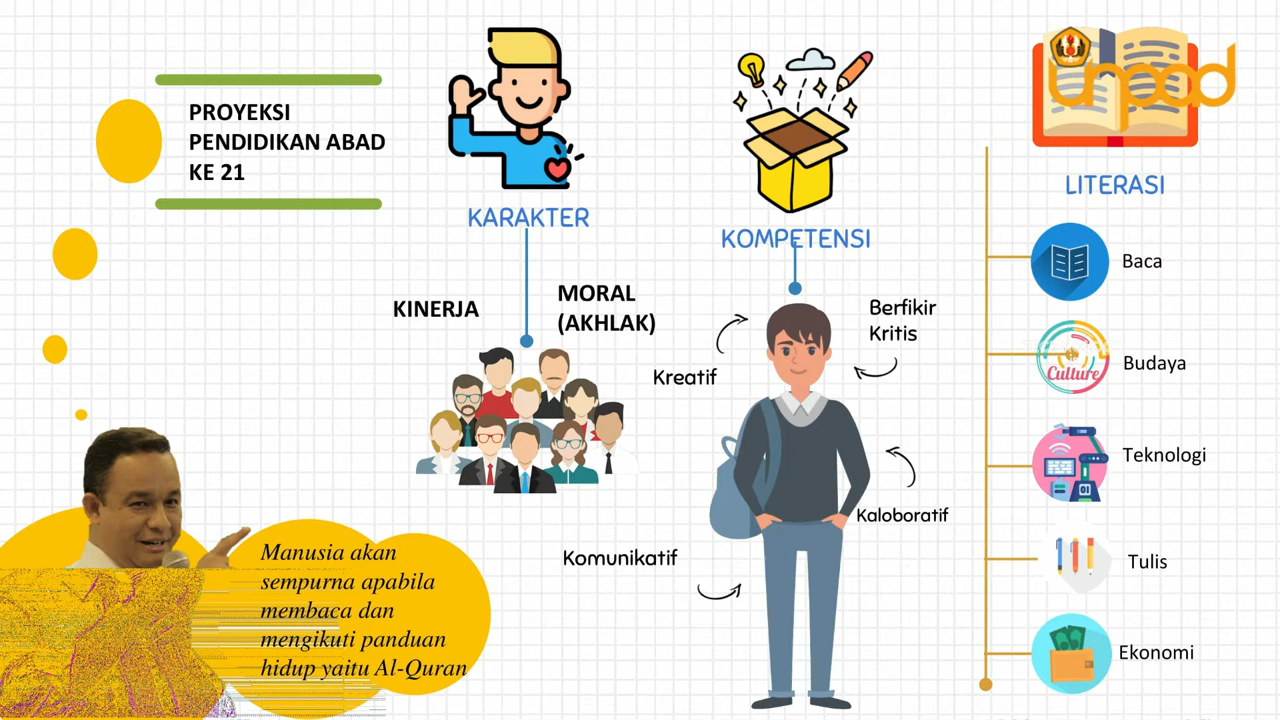 PROYEKSI
PENDIDIKAN ABAD
KE 21
KARAKTER
KINERJA
MORAL
(AKHLAK)
KOMPETENSI
Berfikir
Kritis
Kreatif
Kaloboratif
Komunikatif
unpad
LITERASI
Baca
Culture
Budaya
Teknologi
Tulis
Ekonomi
Manusia akan
sempurna apabila
membaca dan
mengikuti panduan
hidup yaitu Al-Quran